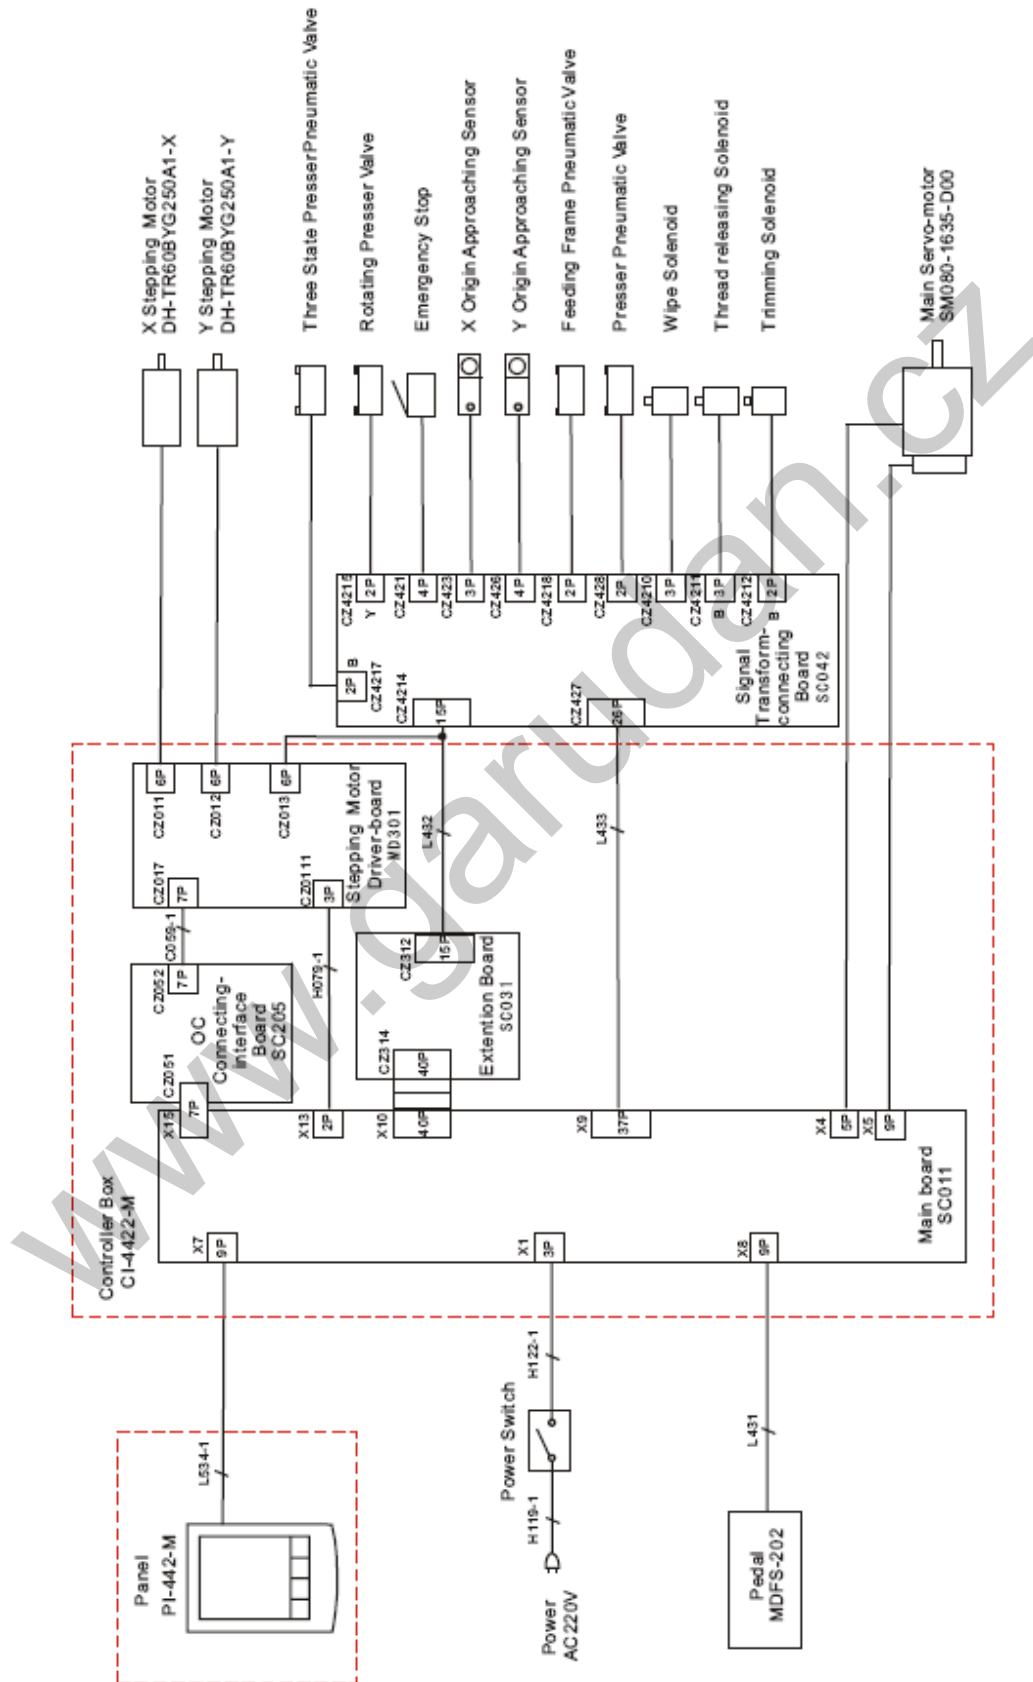 Panel
PI-442-M
L534-1
Power
AC220V
H119-1
Power Switch
H122-1
Pedal
MDFS-202
L431
Controller Box
CI-4422-M
X7
9P
X1
3P
X8
9P
Main board
SC011
X15
7P
X13
2P
X10
40P
X9
37P
X4
5P
X5
9P
CZ051
OC
Connecting-
interface
Board
SC205
CZ052
7P
C059-1
H079-1
CZ314
40P
Extention Board
SC031
CZ312
15P
CZ017
7P
CZ0111
3P
Stepping Motor
Driver-board
MD301
CZ011
6P
CZ012
6P
CZ013
6P
L432
L433
CZ4217
2P
B
CZ4214
15P
CZ427
26P
Signal
Transform-
connecting
Board
SC042
CZ4215
2P
Y
CZ421
4P
CZ423
3P
CZ426
4P
CZ4218
2P
CZ428
2P
CZ4210
3P
CZ4211
3P
B
CZ4212
2P
B
X Stepping Motor
DH-TR60BYG250A1-X
Y Stepping Motor
DH-TR60BYG250A1-Y
Three State Presser Pneumatic Valve
Rotating Presser Valve
Emergency Stop
X Origin Approaching Sensor
Y Origin Approaching Sensor
Feeding Frame Pneumatic Valve
Presser Pneumatic Valve
Wipe Solenoid
Thread releasing Solenoid
Trimming Solenoid
Main Servo-motor
SM080-1635-D00
www.garudan.cz